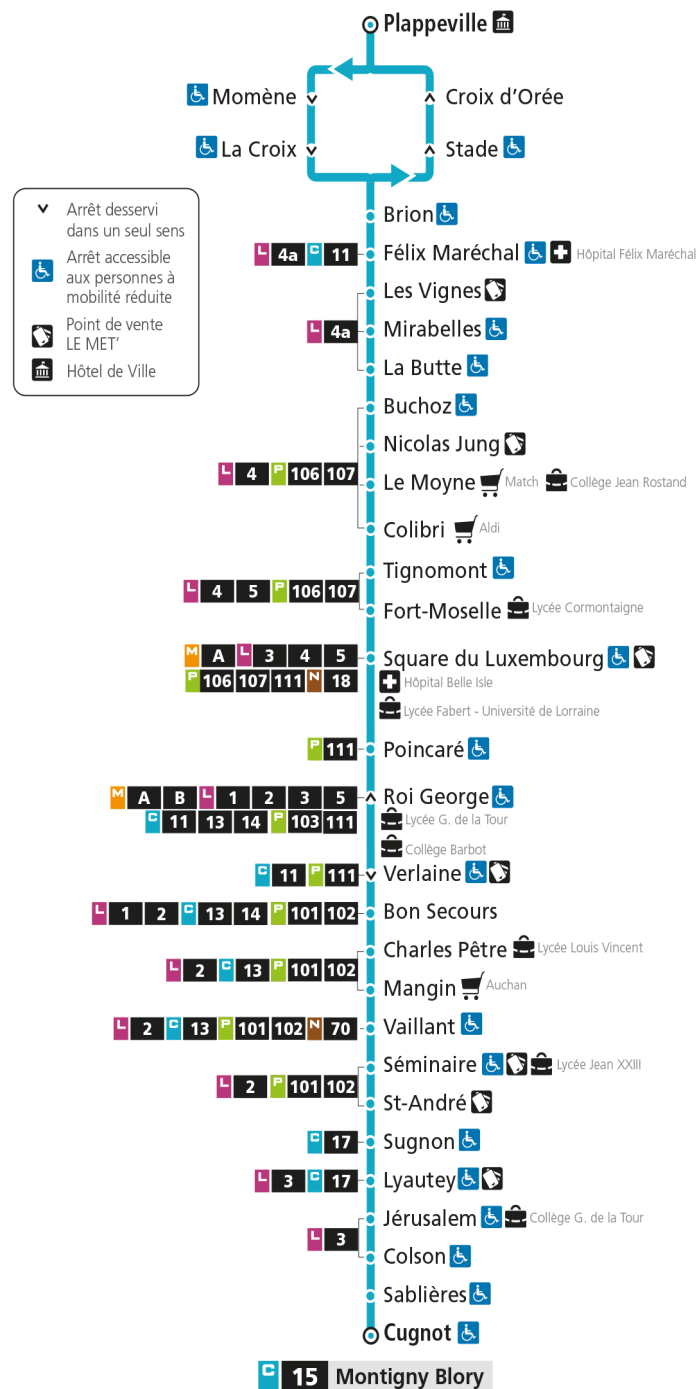 Plappeville
Momène
Croix d'Orée
La Croix
Stade
Arrêt desservi
dans un seul sens
Arrêt accessible
aux personnes à
mobilité réduite
Point de vente
LE MET'
Hôtel de Ville
Brion
L 4a C 11 Félix Maréchal Hôpital Félix Maréchal
Les Vignes
L 4a Mirabelles
La Butte
Buchoz
Nicolas Jung
L 4 P 106 107 Le Moyne Match Collège Jean Rostand
Colibri Aldi
Tignomont
L 4 5 P 106 107
Fort-Moselle Lycée Cormontaigne
M A L 3 4 5 Square du Luxembourg
P 106 107 111 N 18 Hôpital Belle Isle
Lycée Fabert - Université de Lorraine
P 111 Poincaré
M A B L 1 2 3 5 Roi George
C 11 13 14 P 103 111 Lycée G. de la Tour
Collège Barbot
C 11 P 111 Verlaine
L 1 2 C 13 14 P 101 102 Bon Secours
Charles Pêtre Lycée Louis Vincent
L 2 C 13 P 101 102
Mangin Auchan
L 2 C 13 P 101 102 N 70 Vaillant
Séminaire Lycée Jean XXIII
L 2 P 101 102
St-André
C 17 Sugnon
L 3 C 17 Lyautey
Jérusalem Collège G. de la Tour
L 3
Colson
Sablières
Cugnot
C 15 Montigny Blory